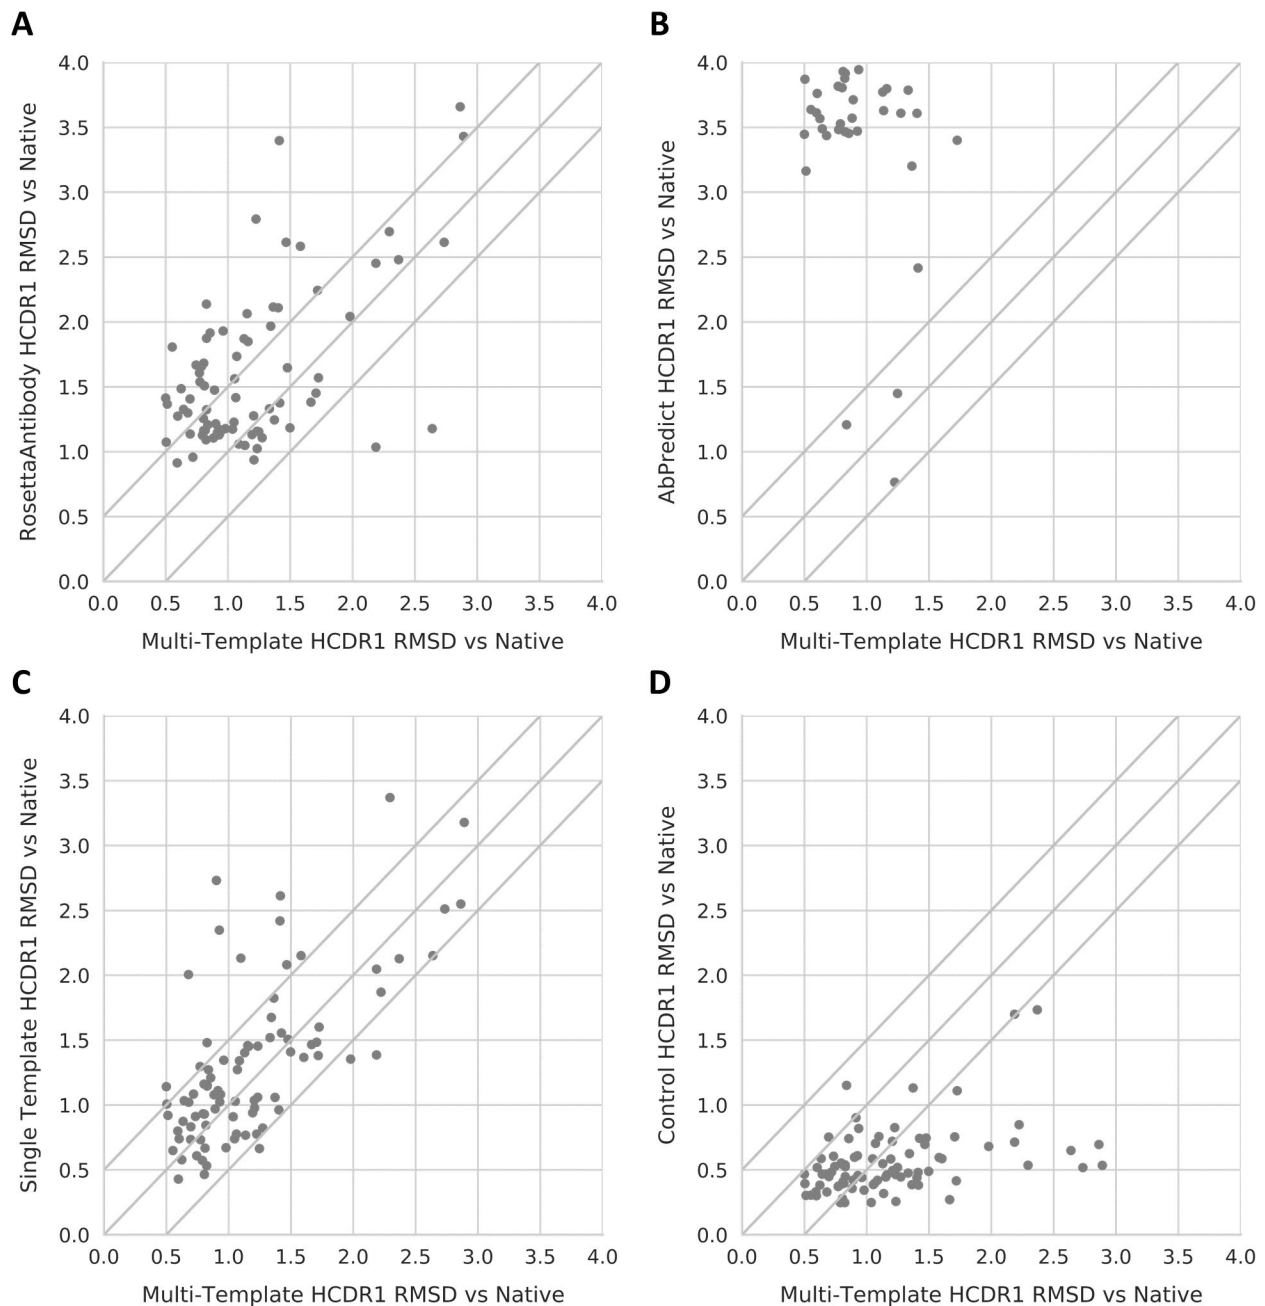 A
4.0
3.5
3.0
2.5
2.0
1.5
1.0
0.5
0.0
RosettaAntibody HCDR1 RMSD vs Native
0.0 0.5 1.0 1.5 2.0 2.5 3.0 3.5 4.0
Multi-Template HCDR1 RMSD vs Native
B
4.0
3.5
3.0
2.5
2.0
1.5
1.0
0.5
0.0
AbPredict HCDR1 RMSD vs Native
0.0 0.5 1.0 1.5 2.0 2.5 3.0 3.5 4.0
Multi-Template HCDR1 RMSD vs Native
C
4.0
3.5
3.0
2.5
2.0
1.5
1.0
0.5
0.0
Single Template HCDR1 RMSD vs Native
0.0 0.5 1.0 1.5 2.0 2.5 3.0 3.5 4.0
Multi-Template HCDR1 RMSD vs Native
D
4.0
3.5
3.0
2.5
2.0
1.5
1.0
0.5
0.0
Control HCDR1 RMSD vs Native
0.0 0.5 1.0 1.5 2.0 2.5 3.0 3.5 4.0
Multi-Template HCDR1 RMSD vs Native